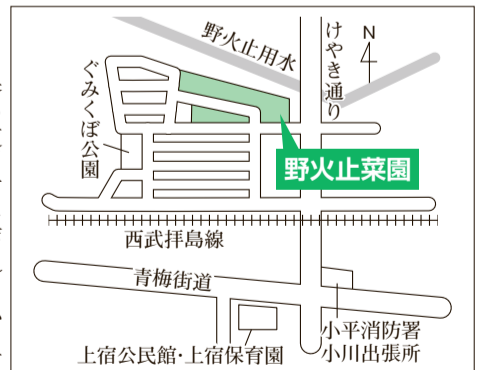 野火止用水
けやき通り
N
ぐみくぼ公園
野火止菜園
西武拝島線
青梅街道
小平消防署
小川出張所
上宿公民館・上宿保育園